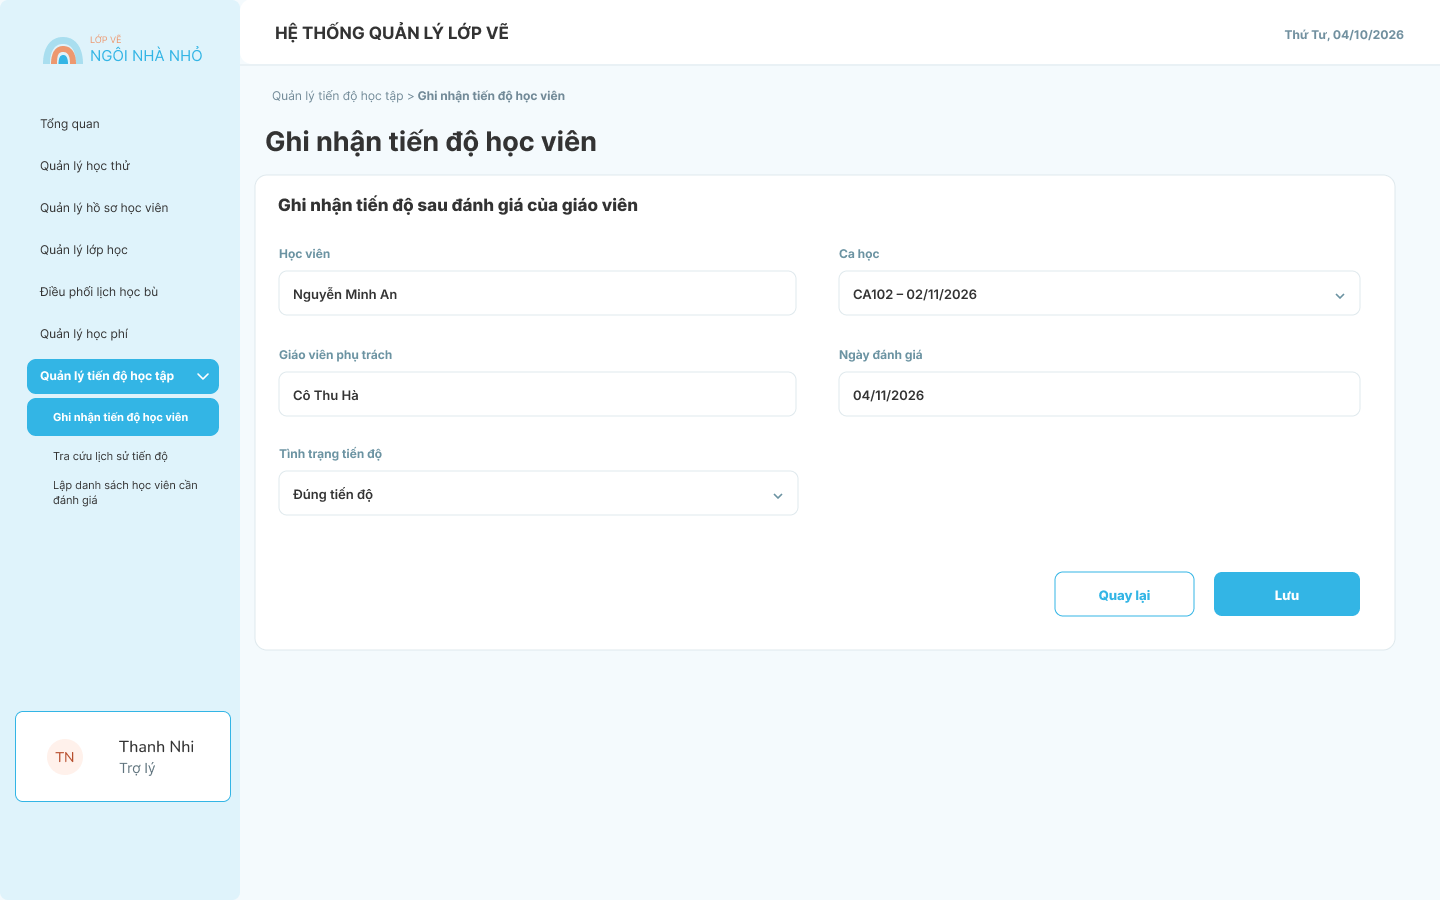 LỚP VẼ
NGÔI NHÀ NHỎ
Tổng quan
Quản lý học thử
Quản lý hồ sơ học viên
Quản lý lớp học
Điều phối lịch học bù
Quản lý học phí
Quản lý tiến độ học tập
Ghi nhận tiến độ học viên
Tra cứu lịch sử tiến độ
Lập danh sách học viên cần
đánh giá
TN
Thanh Nhi
Trợ lý
HỆ THỐNG QUẢN LÝ LỚP VẼ
Thứ Tư, 04/10/2026
Quản lý tiến độ học tập > Ghi nhận tiến độ học viên
Ghi nhận tiến độ học viên
Ghi nhận tiến độ sau đánh giá của giáo viên
Học viên
Nguyễn Minh An
Ca học
CA102 – 02/11/2026
Giáo viên phụ trách
Cô Thu Hà
Ngày đánh giá
04/11/2026
Tình trạng tiến độ
Đúng tiến độ
Quay lại
Lưu